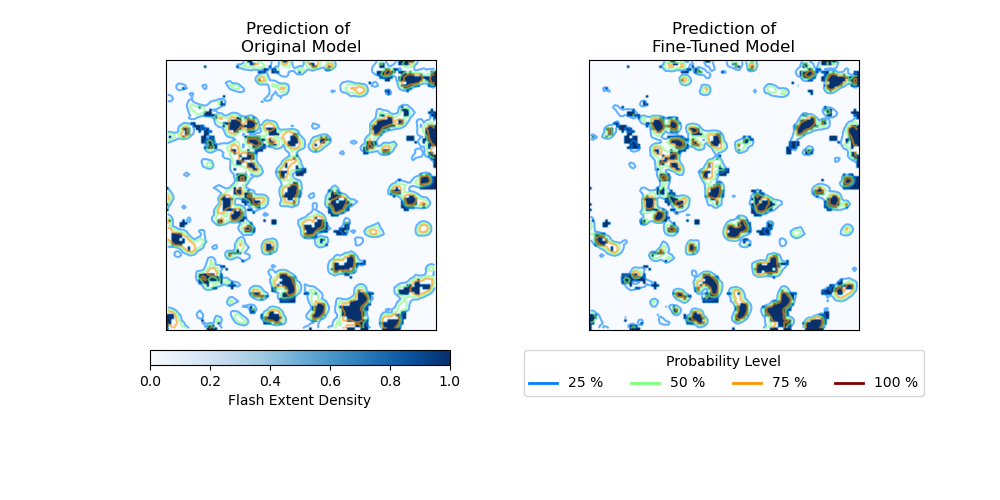 Prediction of
Original Model
Prediction of
Fine-Tuned Model
0.0 0.2 0.4 0.6 0.8 1.0
Flash Extent Density
Probability Level
25 % 50 % 75 % 100 %